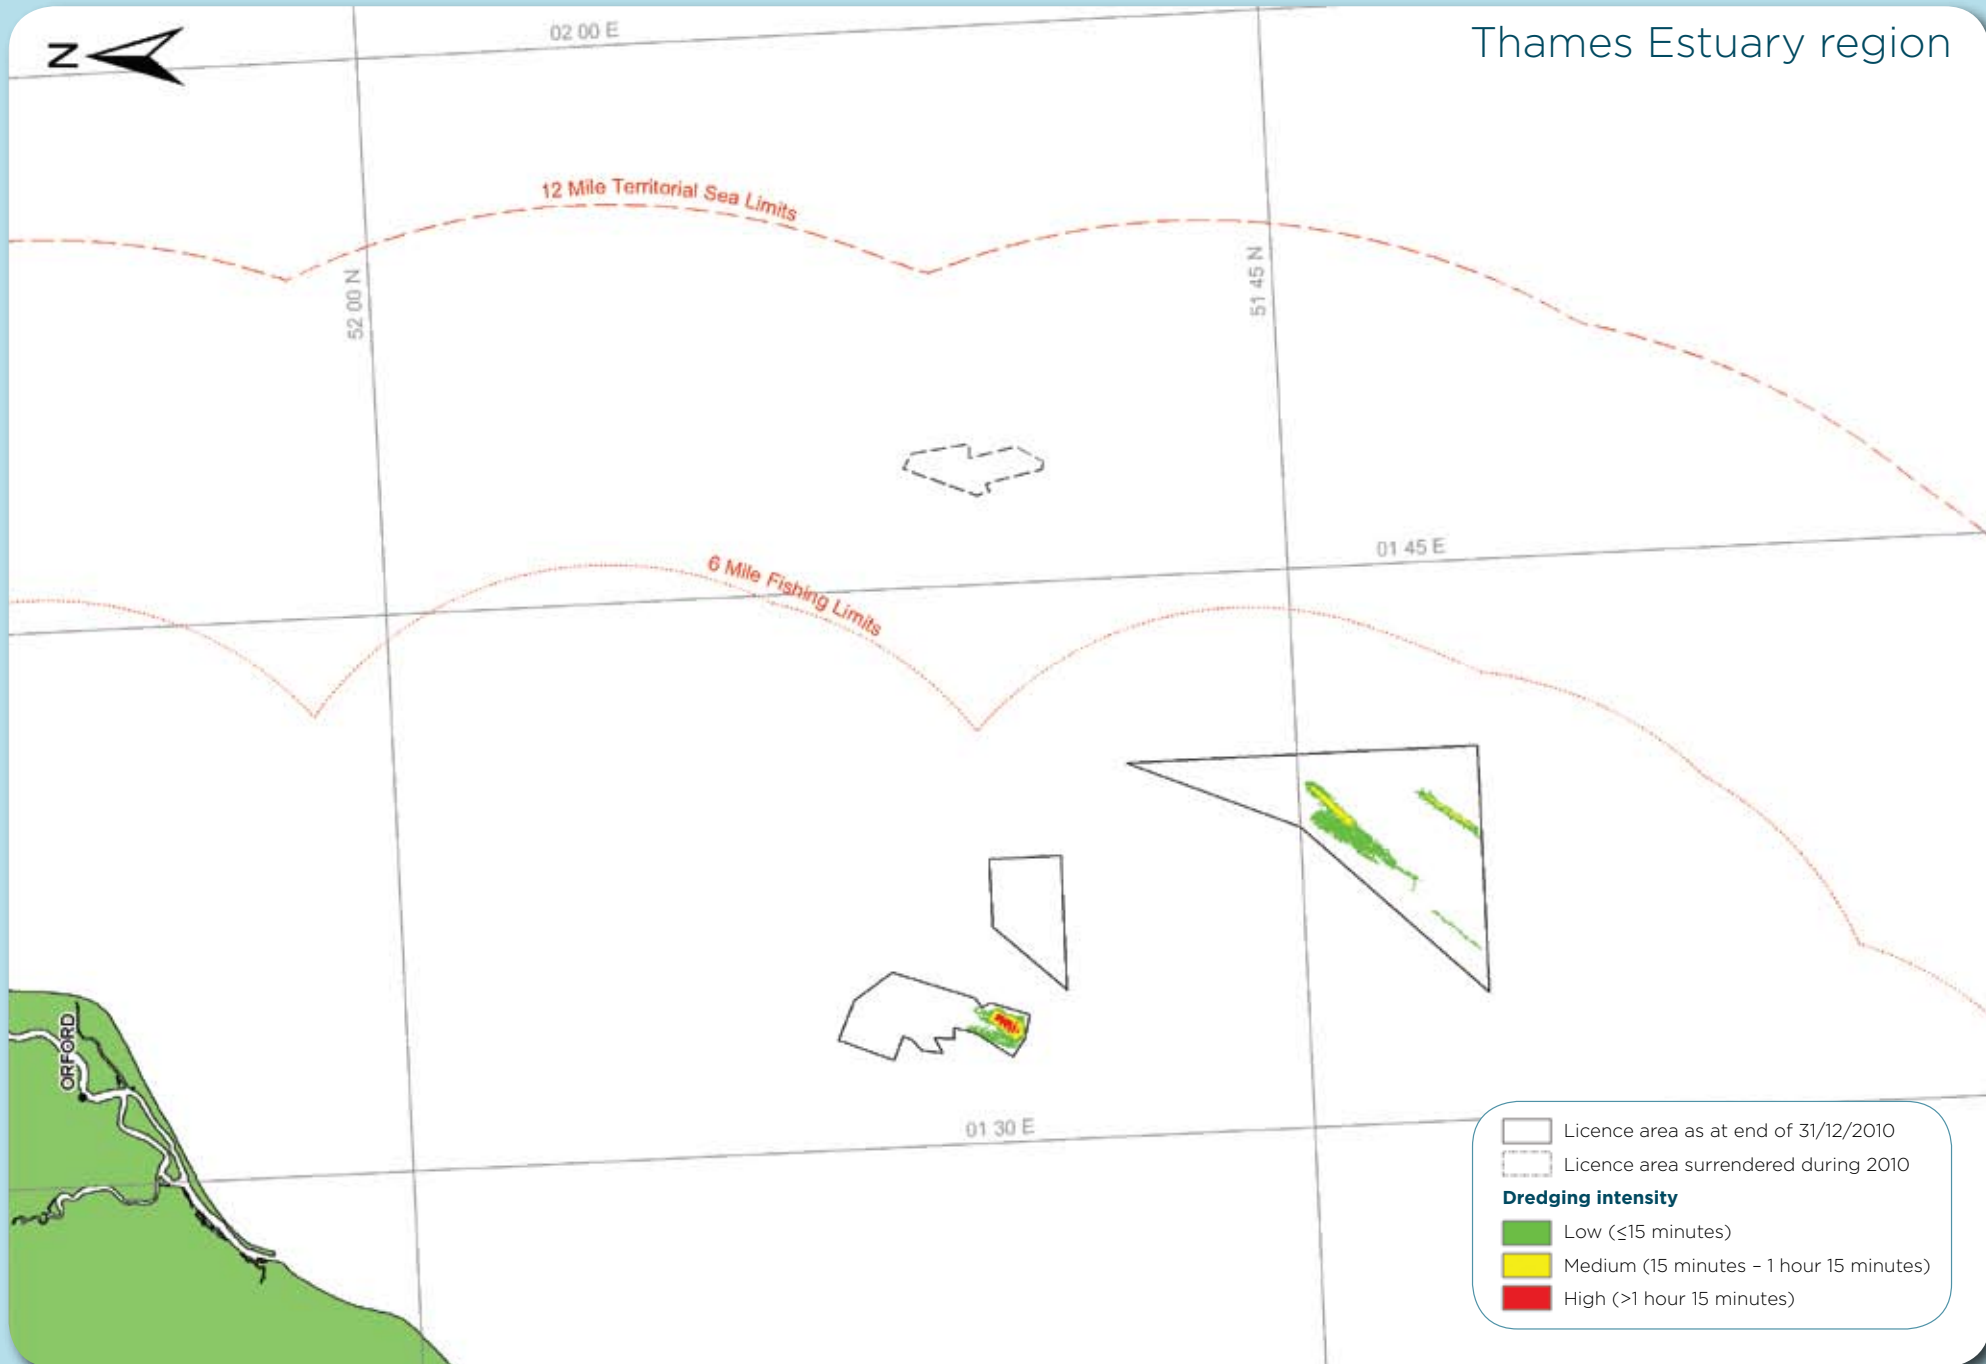 Thames Estuary region
N
02 00 E
12 Mile Territorial Sea Limits
52 00 N
51 45 N
01 45 E
6 Mile Fishing Limits
ORFORD
01 30 E
Licence area as at end of 31/12/2010
Licence area surrendered during 2010
Dredging intensity
Low (≤15 minutes)
Medium (15 minutes – 1 hour 15 minutes)
High (>1 hour 15 minutes)